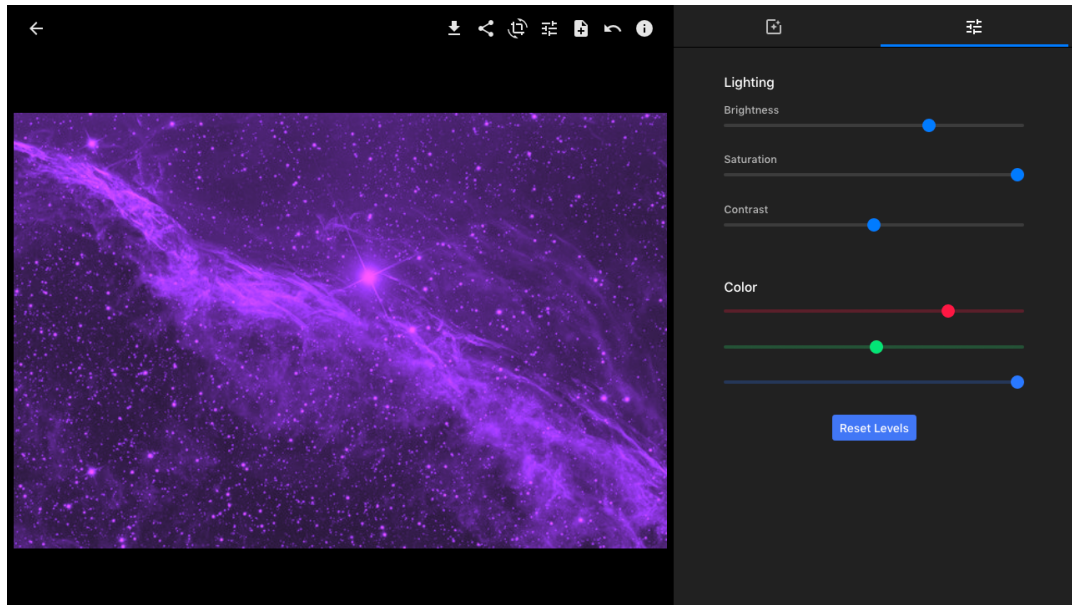 Lighting
Brightness
Saturation
Contrast
Color
Reset Levels